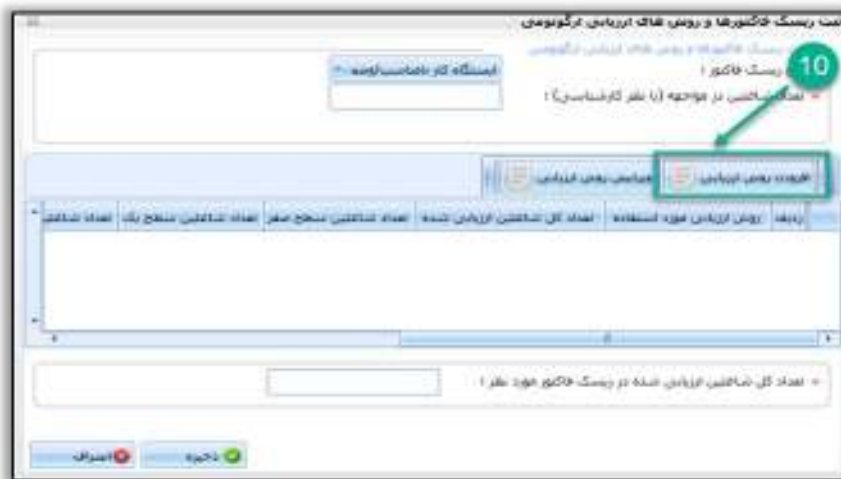 ثبت ریسک فاکتورها و روش های ارزیابی ارگونومی
ریسک فاکتورها و روش های ارزیابی ارگونومی
10
ریسک فاکتور :
ایستگاه کار نامناسب
تعداد شاغلین در مواجهه (با نظر کارشناسی) :
افزودن روش ارزیابی
ویرایش روش ارزیابی
ردیف
روش ارزیابی مورد استفاده
تعداد کل شاغلین ارزیابی شده
تعداد شاغلین سطح صفر
تعداد شاغلین سطح یک
تعداد شاغلین
تعداد کل شاغلین ارزیابی شده در ریسک فاکتور مورد نظر :
ذخیره
انصراف